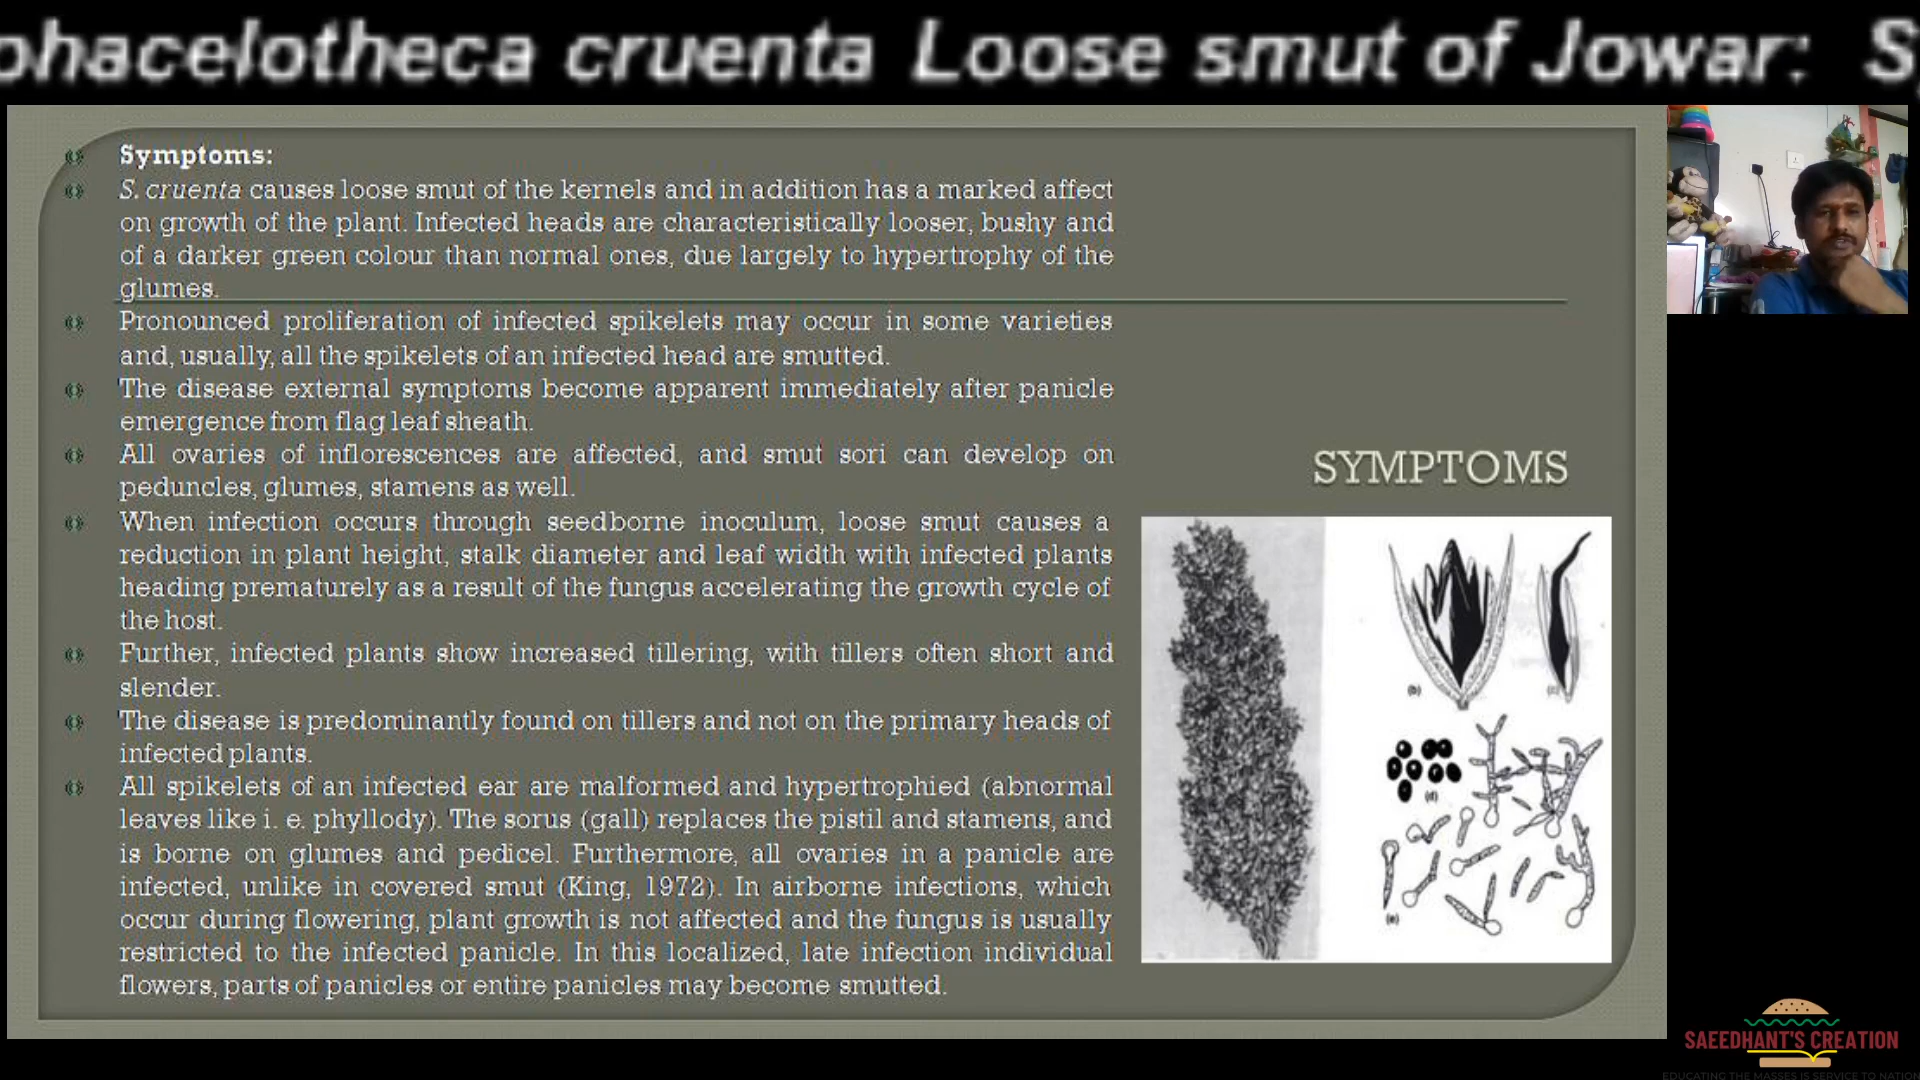 phacelotheca cruenta Loose smut of Jowar: S
Symptoms:
S. cruenta causes loose smut of the kernels and in addition has a marked affect
on growth of the plant. Infected heads are characteristically looser, bushy and
of a darker green colour than normal ones, due largely to hypertrophy of the
glumes.
Pronounced proliferation of infected spikelets may occur in some varieties
and, usually, all the spikelets of an infected head are smutted.
The disease external symptoms become apparent immediately after panicle
emergence from flag leaf sheath.
All ovaries of inflorescences are affected, and smut sori can develop on
peduncles, glumes, stamens as well.
When infection occurs through seedborne inoculum, loose smut causes a
reduction in plant height, stalk diameter and leaf width with infected plants
heading prematurely as a result of the fungus accelerating the growth cycle of
the host.
Further, infected plants show increased tillering, with tillers often short and
slender.
The disease is predominantly found on tillers and not on the primary heads of
infected plants.
All spikelets of an infected ear are malformed and hypertrophied (abnormal
leaves like i. e. phyllody). The sorus (gall) replaces the pistil and stamens, and
is borne on glumes and pedicel. Furthermore, all ovaries in a panicle are
infected, unlike in covered smut (King, 1972). In airborne infections, which
occur during flowering, plant growth is not affected and the fungus is usually
restricted to the infected panicle. In this localized, late infection individual
flowers, parts of panicles or entire panicles may become smutted.
SYMPTOMS
(b)
(c)
(d)
(e)
SAEEDHANT'S CREATION
EDUCATING THE MASSES IS SERVICE TO NATION